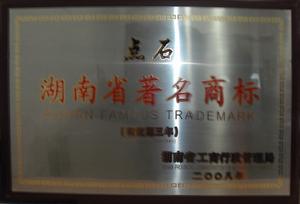 点石
湖南省著名商标
HUNAN FAMOUS TRADEMARK
(有效期三年)
湖南省工商行政管理局
二〇〇八年